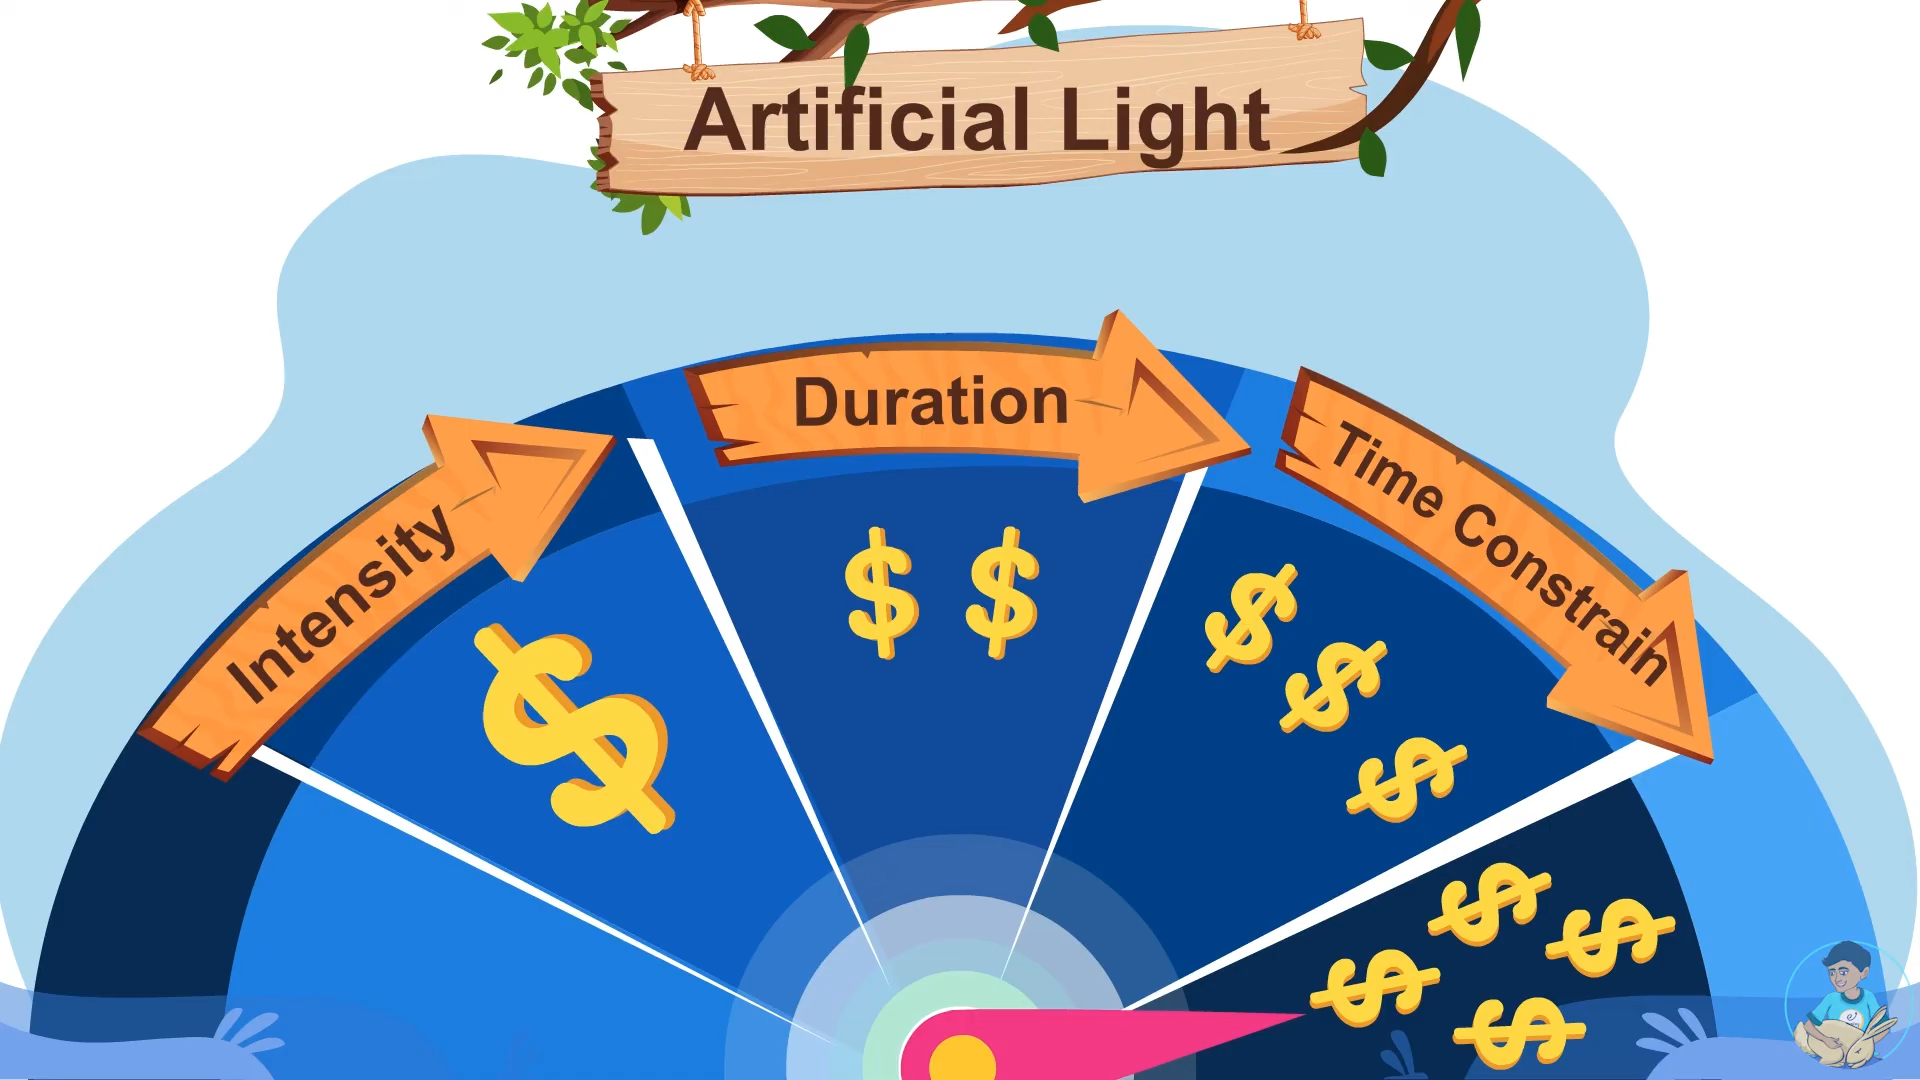 Artificial Light
Intensity
Duration
Time Constrain
$
$ $
$
$
$
$
$
$
$